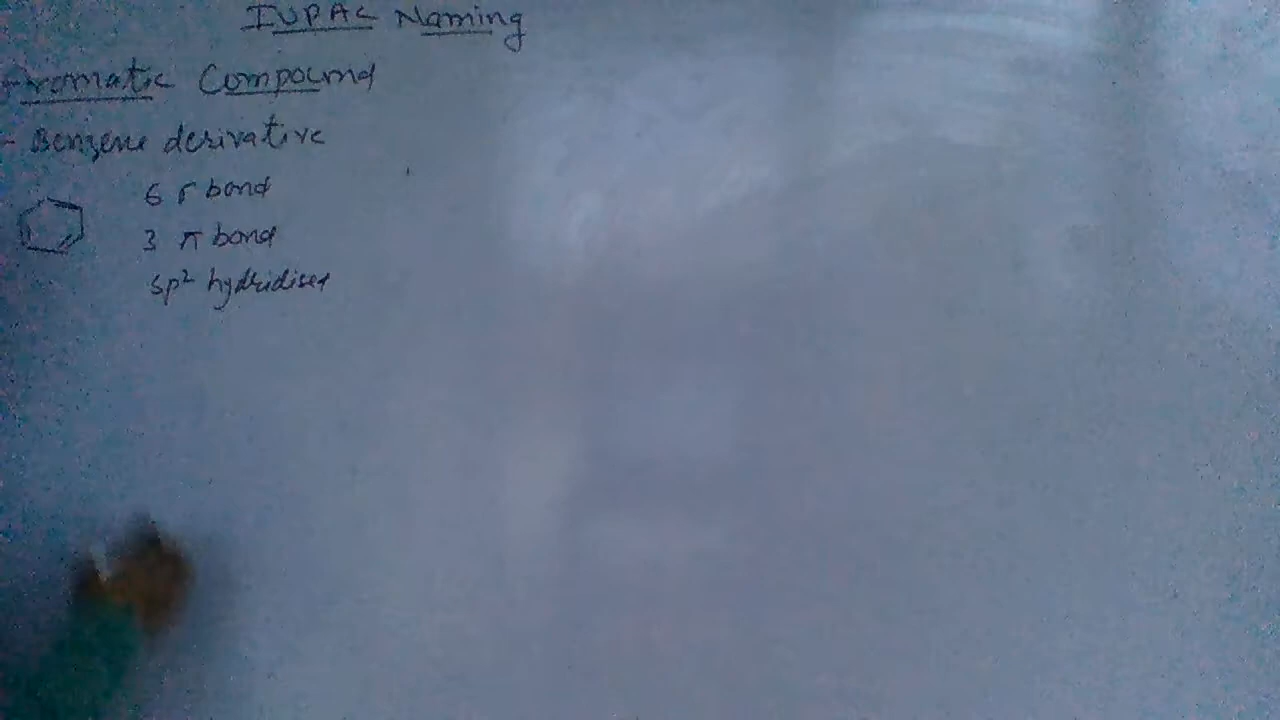 IUPAC Naming
Aromatic Compound
- Benzene derivative
6 σ bond
3 π bond
sp² hydridised